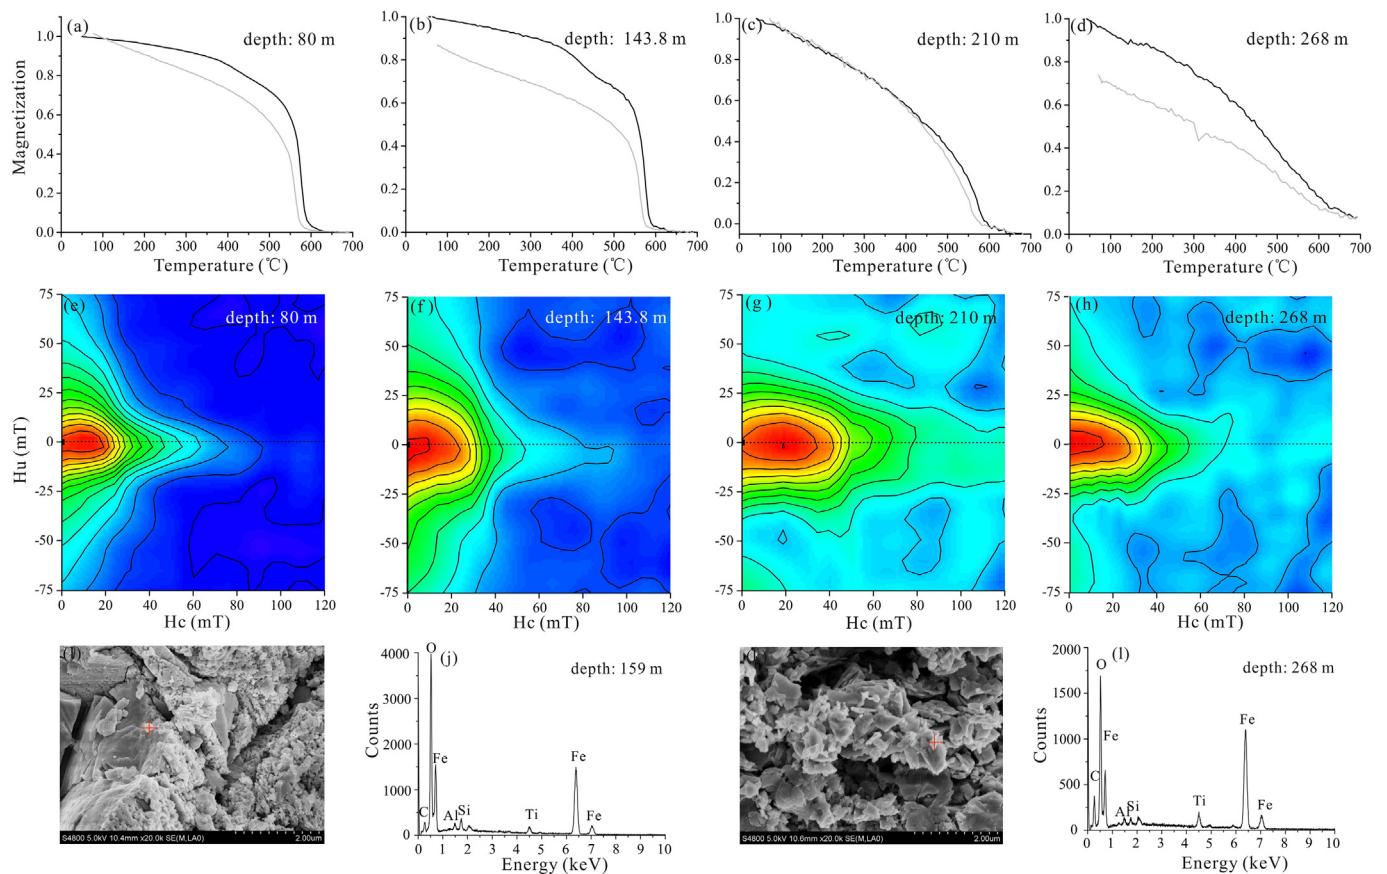 (a)
depth: 80 m
(b)
depth: 143.8 m
(c)
depth: 210 m
(d)
depth: 268 m
Magnetization
1.0
0.8
0.6
0.4
0.2
0.0
1.0
0.8
0.6
0.4
0.2
0.0
1.0
0.8
0.6
0.4
0.2
0.0
1.0
0.8
0.6
0.4
0.2
0.0
0 100 200 300 400 500 600 700
0 100 200 300 400 500 600 700
0 100 200 300 400 500 600 700
0 100 200 300 400 500 600 700
Temperature (℃)
Temperature (℃)
Temperature (℃)
Temperature (℃)
(e)
depth: 80 m
(f)
depth: 143.8 m
(g)
depth: 210 m
(h)
depth: 268 m
Hu (mT)
75
50
25
0
-25
-50
-75
75
50
25
0
-25
-50
-75
75
50
25
0
-25
-50
-75
75
50
25
0
-25
-50
-75
0 20 40 60 80 100 120
0 20 40 60 80 100 120
0 20 40 60 80 100 120
0 20 40 60 80 100 120
Hc (mT)
Hc (mT)
Hc (mT)
Hc (mT)
S4800 5.0kV 10.4mm x20.0k SE(M,LA0)
2.00um
(j)
depth: 159 m
Counts
4000
3000
2000
1000
0
O
Fe
C
Al
Si
Ti
Fe
Fe
0 1 2 3 4 5 6 7 8 9 10
Energy (keV)
S4800 5.0kV 10.6mm x20.0k SE(M,LA0)
2.00um
(l)
depth: 268 m
Counts
2000
1500
1000
500
0
O
Fe
C
Al
Si
Ti
Fe
Fe
0 1 2 3 4 5 6 7 8 9 10
Energy (keV)